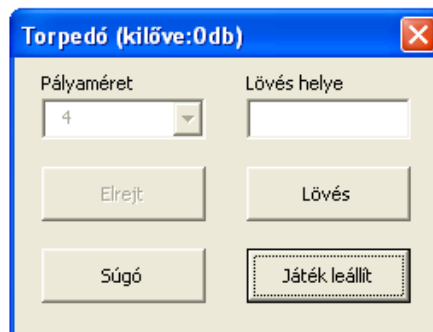 Torpedó (kilőve:0db)
Pályaméret Lövés helye
4
Elrejt Lövés
Súgó Játék leállít